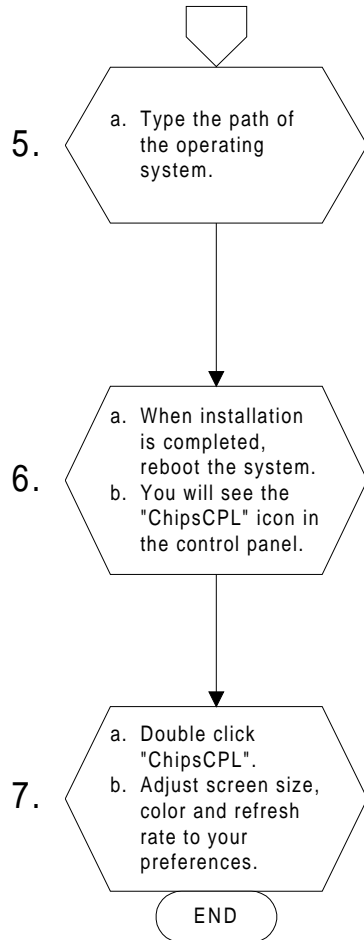 5.
a. Type the path of
the operating
system.
6.
a. When installation
is completed,
reboot the system.
b. You will see the
"ChipsCPL" icon in
the control panel.
7.
a. Double click
"ChipsCPL".
b. Adjust screen size,
color and refresh
rate to your
preferences.
END